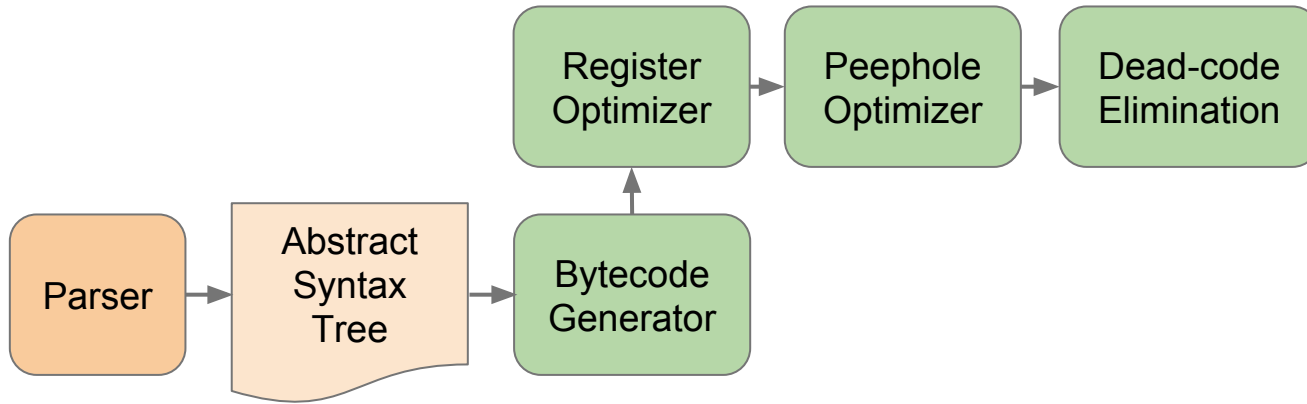 Register
Optimizer
Peephole
Optimizer
Dead-code
Elimination
Parser
Abstract
Syntax
Tree
Bytecode
Generator